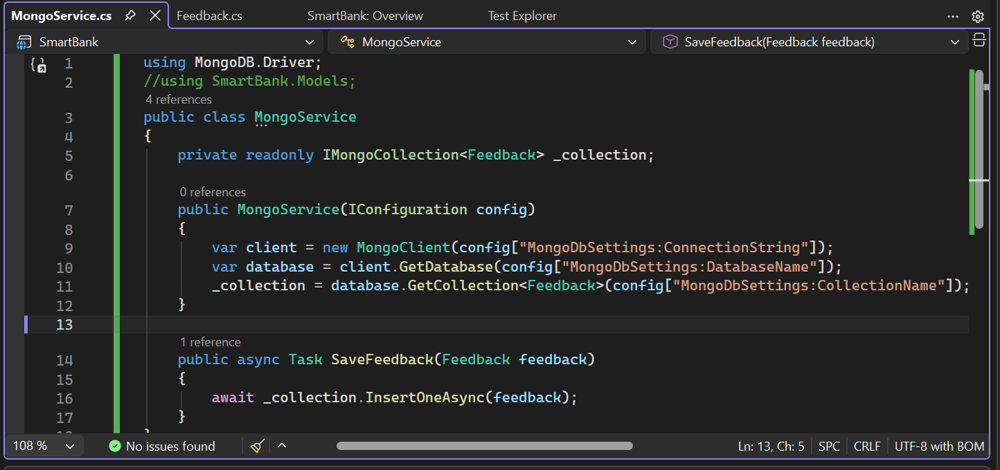 MongoService.cs Feedback.cs SmartBank: Overview Test Explorer
SmartBank MongoService SaveFeedback(Feedback feedback)
1 using MongoDB.Driver;
2 //using SmartBank.Models;
4 references
3 public class MongoService
4 {
5 private readonly IMongoCollection<Feedback> _collection;
6
0 references
7 public MongoService(IConfiguration config)
8 {
9 var client = new MongoClient(config["MongoDbSettings:ConnectionString"]);
10 var database = client.GetDatabase(config["MongoDbSettings:DatabaseName"]);
11 _collection = database.GetCollection<Feedback>(config["MongoDbSettings:CollectionName"]);
12 }
13
1 reference
14 public async Task SaveFeedback(Feedback feedback)
15 {
16 await _collection.InsertOneAsync(feedback);
17 }
108 % No issues found Ln: 13, Ch: 5 SPC CRLF UTF-8 with BOM